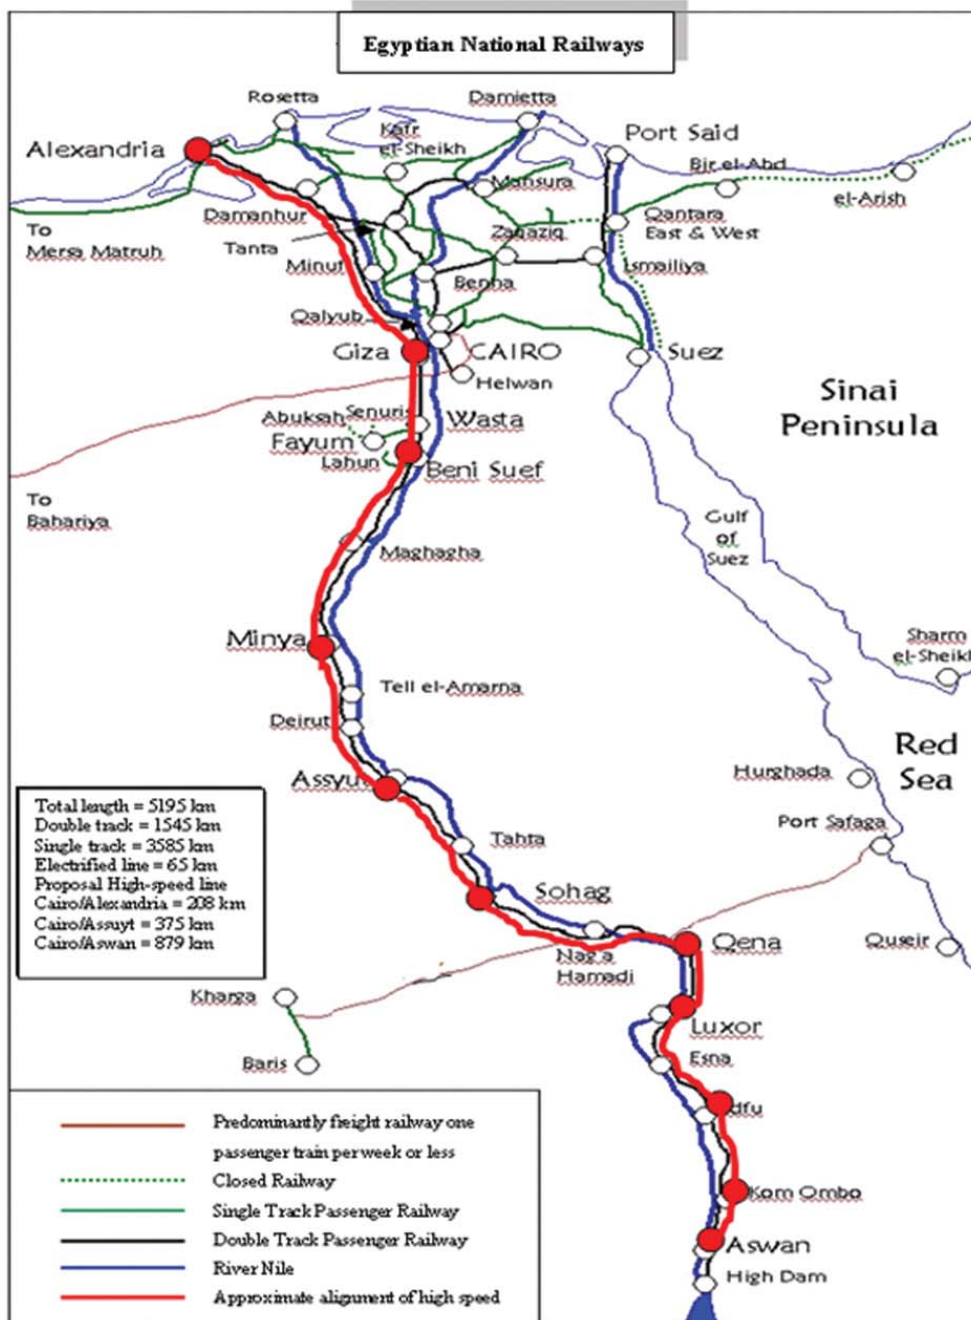 Egyptian National Railways
Rosetta
Damietta
Alexandria
Kafr
el-Sheikh
Port Said
Bir el-Abd
Mansura
el-Arish
Damanhur
To
Mersa Matruh
Tanta
Zagaziq
Qantara
East & West
Minuf
Benha
Ismailiya
Qalyub
Giza
CAIRO
Suez
Helwan
Sinai
Peninsula
Abuksah
Senuris
Wasta
Fayum
Lahun
Beni Suef
To
Bahariya
Gulf
of
Suez
Maghagha
Minya
Sharm
el-Sheikh
Tell el-Amarna
Deirut
Red
Sea
Assyu
Hurghada
Port Safaga
Total length = 5195 km
Double track = 1545 km
Single track = 3585 km
Electrified line = 65 km
Proposal High-speed line
Cairo/Alexandria = 208 km
Cairo/Assuyt = 375 km
Cairo/Aswan = 879 km
Tahta
Sohag
Qena
Quseir
Nag'a
Hamadi
Kharga
Luxor
Esna
Baris
dfu
Kom Ombo
Aswan
High Dam
Predominantly freight railway one
passenger train per week or less
Closed Railway
Single Track Passenger Railway
Double Track Passenger Railway
River Nile
Approximate alignment of high speed